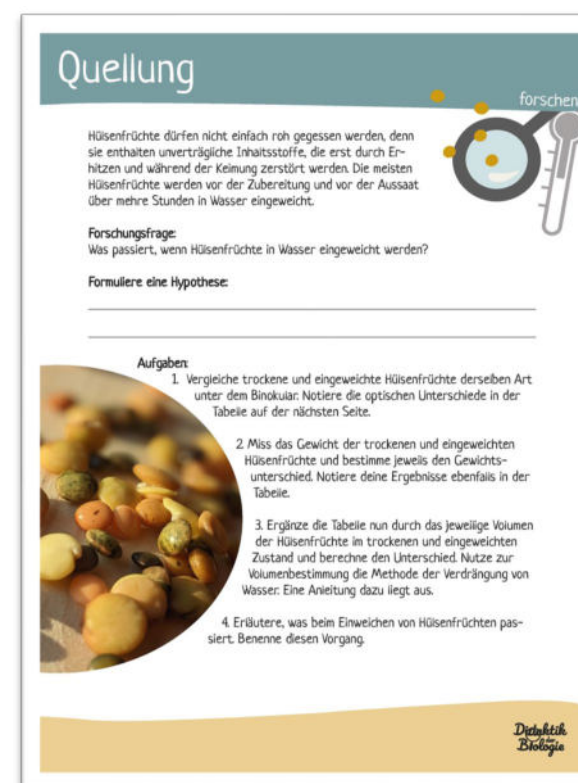 Quellung
forschen
Hülsenfrüchte dürfen nicht einfach roh gegessen werden, denn
sie enthalten unverträgliche Inhaltsstoffe, die erst durch Er-
hitzen und während der Keimung zerstört werden. Die meisten
Hülsenfrüchte werden vor der Zubereitung und vor der Aussaat
über mehre Stunden in Wasser eingeweicht.
Forschungsfrage:
Was passiert, wenn Hülsenfrüchte in Wasser eingeweicht werden?
Formuliere eine Hypothese:
Aufgaben:
1. Vergleiche trockene und eingeweichte Hülsenfrüchte derselben Art
unter dem Binokular. Notiere die optischen Unterschiede in der
Tabelle auf der nächsten Seite.
2. Miss das Gewicht der trockenen und eingeweichten
Hülsenfrüchte und bestimme jeweils den Gewichts-
unterschied. Notiere deine Ergebnisse ebenfalls in der
Tabelle.
3. Ergänze die Tabelle nun durch das jeweilige Volumen
der Hülsenfrüchte im trockenen und eingeweichten
Zustand und berechne den Unterschied. Nutze zur
Volumenbestimmung die Methode der Verdrängung von
Wasser. Eine Anleitung dazu liegt aus.
4. Erläutere, was beim Einweichen von Hülsenfrüchten pas-
siert. Benenne diesen Vorgang.
Didaktik
der
Biologie